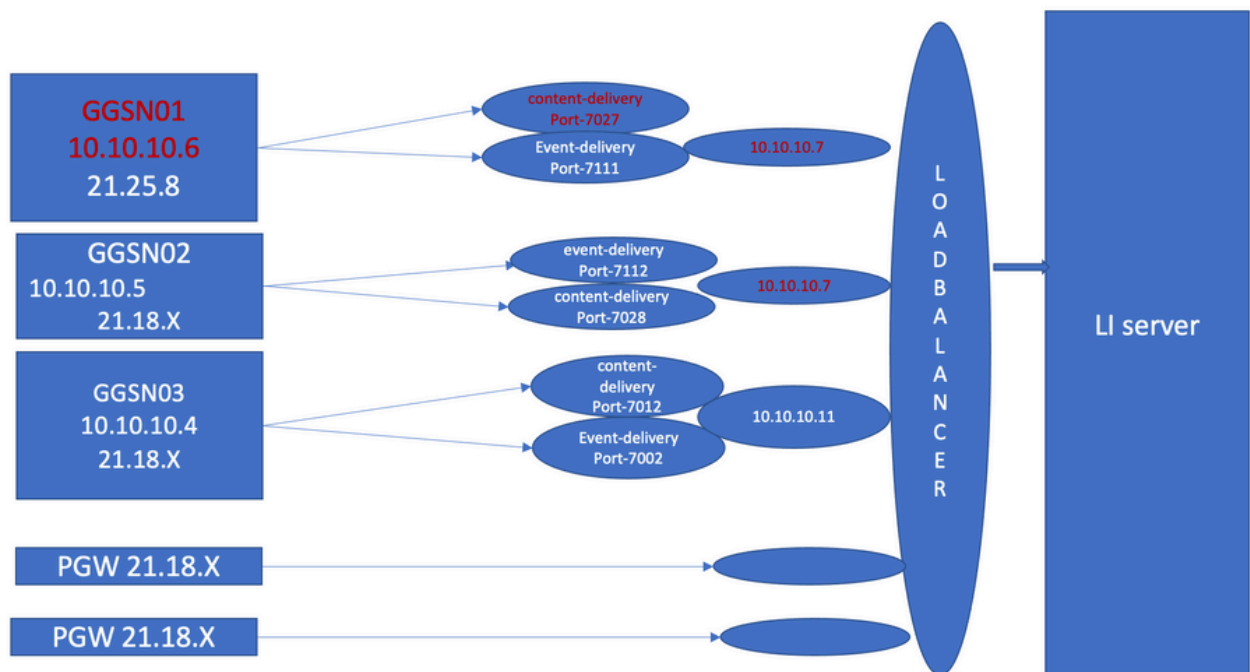 GGSN01
10.10.10.6
21.25.8
content-delivery
Port-7027
Event-delivery
Port-7111
10.10.10.7
GGSN02
10.10.10.5
21.18.X
event-delivery
Port-7112
content-delivery
Port-7028
10.10.10.7
GGSN03
10.10.10.4
21.18.X
content-
delivery
Port-7012
Event-delivery
Port-7002
10.10.10.11
PGW 21.18.X
PGW 21.18.X
L
O
A
D
B
A
L
A
N
C
E
R
LI server